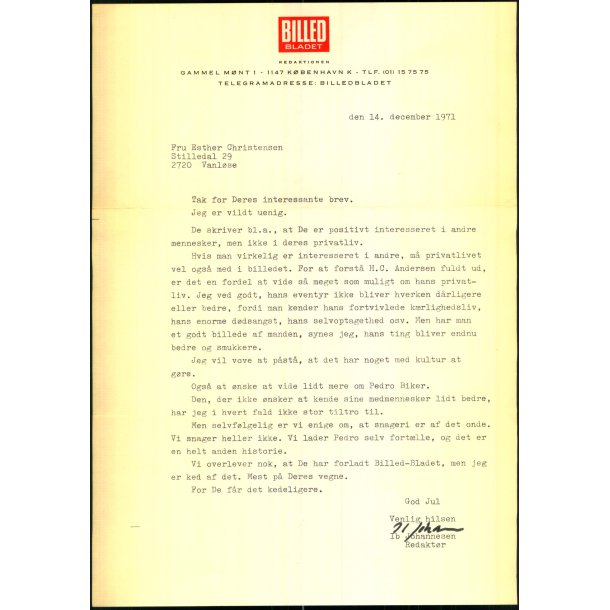 BILLED
BLADET
REDAKTIONEN
GAMMEL MØNT 1 - 1147 KØBENHAVN K - TLF. (01) 15 75 75
TELEGRAMADRESSE: BILLEDBLADET
den 14. december 1971
Fru Esther Christensen
Stilledal 29
2720 Vanløse
Tak for Deres interessante brev.
Jeg er vildt uenig.
De skriver bl.a., at De er positivt interesseret i andre
mennesker, men ikke i deres privatliv.
Hvis man virkelig er interesseret i andre, må privatlivet
vel også med i billedet. For at forstå H.C. Andersen fuldt ud,
er det en fordel at vide så meget som muligt om hans privat-
liv. Jeg ved godt, hans eventyr ikke bliver hverken dårligere
eller bedre, fordi man kender hans fortvivlede kærlighedsliv,
hans enorme dødsangst, hans selvoptagethed osv. Men har man
et godt billede af manden, synes jeg, hans ting bliver endnu
bedre og smukkere.
Jeg vil vove at påstå, at det har noget med kultur at
gøre.
Også at ønske at vide lidt mere om Pedro Biker.
Den, der ikke ønsker at kende sine medmennesker lidt bedre,
har jeg i hvert fald ikke stor tiltro til.
Men selvfølgelig er vi enige om, at snageri er af det onde.
Vi snager heller ikke. Vi lader Pedro selv fortælle, og det er
en helt anden historie.
Vi overlever nok, at De har forladt Billed-Bladet, men jeg
er ked af det. Mest på Deres vegne.
For De får det kedeligere.
God Jul
Venlig hilsen
Ib Johannesen
Redaktør